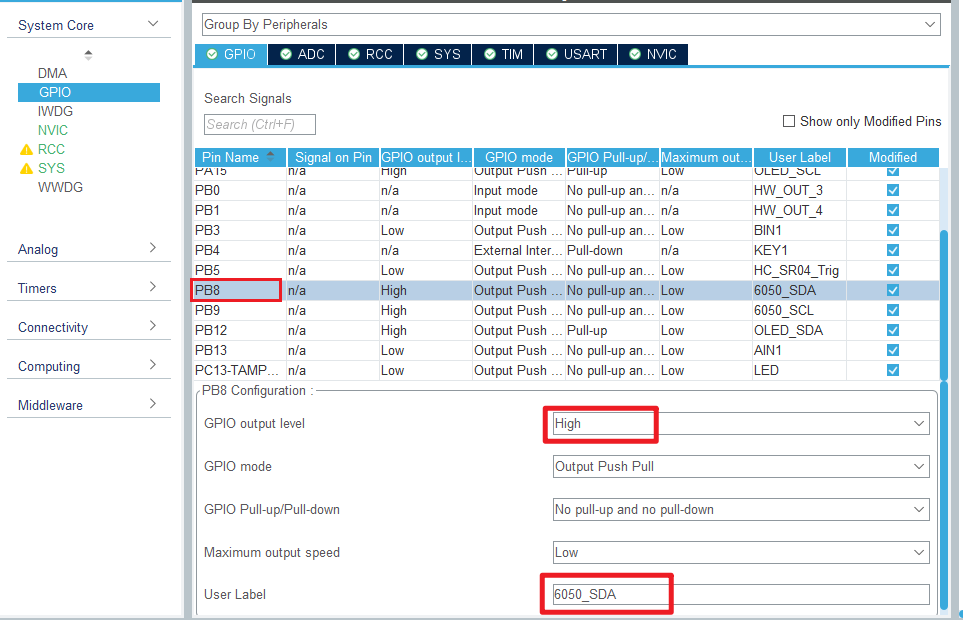 System Core
DMA
GPIO
IWDG
NVIC
RCC
SYS
WWDG
Analog
Timers
Connectivity
Computing
Middleware
Group By Peripherals
GPIO ADC RCC SYS TIM USART NVIC
Search Signals
Search (Ctrl+F)
Show only Modified Pins
Pin Name Signal on Pin GPIO output l... GPIO mode GPIO Pull-up/... Maximum out... User Label Modified
PA15 n/a High Output Push ... Pull-up Low OLED_SCL
PB0 n/a n/a Input mode No pull-up an... n/a HW_OUT_3
PB1 n/a n/a Input mode No pull-up an... n/a HW_OUT_4
PB3 n/a Low Output Push ... No pull-up an... Low BIN1
PB4 n/a n/a External Inter... Pull-down n/a KEY1
PB5 n/a Low Output Push ... No pull-up an... Low HC_SR04_Trig
PB8 n/a High Output Push ... No pull-up an... Low 6050_SDA
PB9 n/a High Output Push ... No pull-up an... Low 6050_SCL
PB12 n/a High Output Push ... Pull-up Low OLED_SDA
PB13 n/a Low Output Push ... No pull-up an... Low AIN1
PC13-TAMP... n/a Low Output Push ... No pull-up an... Low LED
PB8 Configuration :
GPIO output level High
GPIO mode Output Push Pull
GPIO Pull-up/Pull-down No pull-up and no pull-down
Maximum output speed Low
User Label 6050_SDA